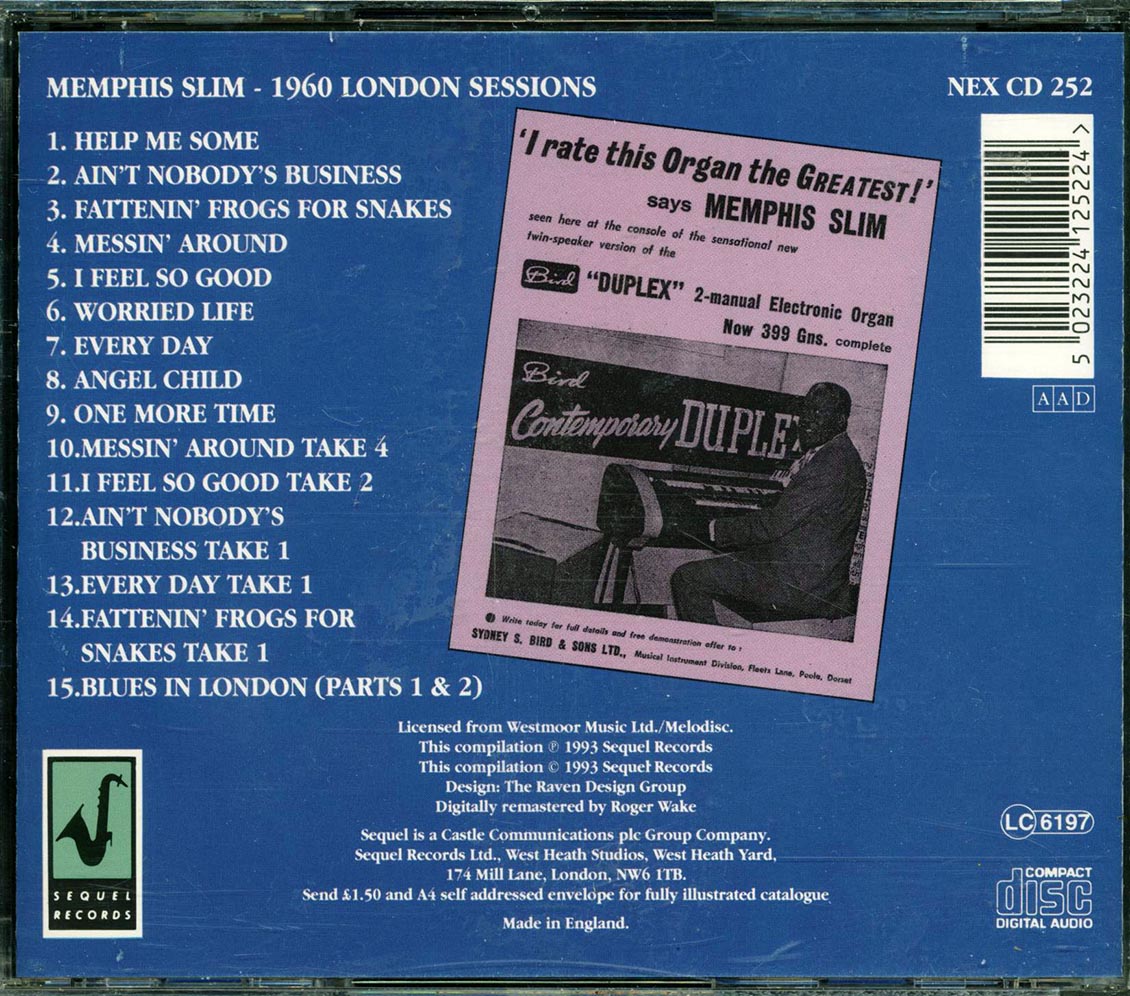 MEMPHIS SLIM - 1960 LONDON SESSIONS
NEX CD 252
1. HELP ME SOME
2. AIN'T NOBODY'S BUSINESS
3. FATTENIN' FROGS FOR SNAKES
4. MESSIN' AROUND
5. I FEEL SO GOOD
6. WORRIED LIFE
7. EVERY DAY
8. ANGEL CHILD
9. ONE MORE TIME
10.MESSIN' AROUND TAKE 4
11.I FEEL SO GOOD TAKE 2
12.AIN'T NOBODY'S
BUSINESS TAKE 1
13.EVERY DAY TAKE 1
14.FATTENIN' FROGS FOR
SNAKES TAKE 1
15.BLUES IN LONDON (PARTS 1 & 2)
'I rate this Organ the GREATEST!'
says MEMPHIS SLIM
seen here at the console of the sensational new
twin-speaker version of the
Bird "DUPLEX" 2-manual Electronic Organ
Now 399 Gns. complete
Bird
Contemporary DUPLEX
Write today for full details and free demonstration offer to :
SYDNEY S. BIRD & SONS LTD., Musical Instrument Division, Fleets Lane, Poole, Dorset
5 023224 125224 >
AAD
Licensed from Westmoor Music Ltd./Melodisc.
This compilation ℗ 1993 Sequel Records
This compilation © 1993 Sequel Records
Design: The Raven Design Group
Digitally remastered by Roger Wake
Sequel is a Castle Communications plc Group Company.
Sequel Records Ltd., West Heath Studios, West Heath Yard,
174 Mill Lane, London, NW6 1TB.
Send £1.50 and A4 self addressed envelope for fully illustrated catalogue
Made in England.
SEQUEL
RECORDS
LC 6197
COMPACT
disc
DIGITAL AUDIO